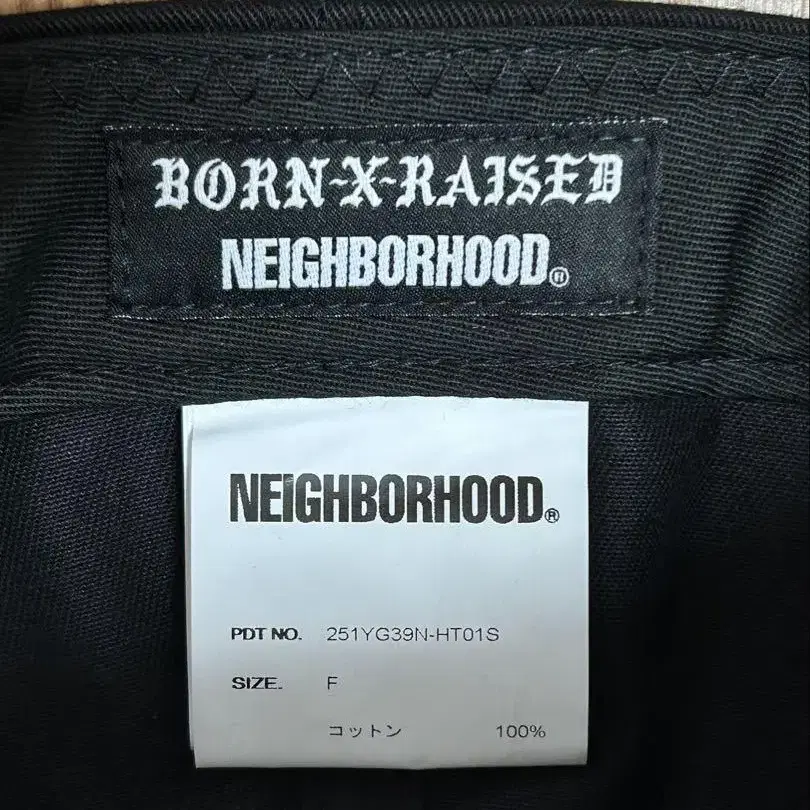 BORN-X-RAISED
NEIGHBORHOOD®
NEIGHBORHOOD®
PDT NO. 251YG39N-HT01S
SIZE. F
コットン 100%